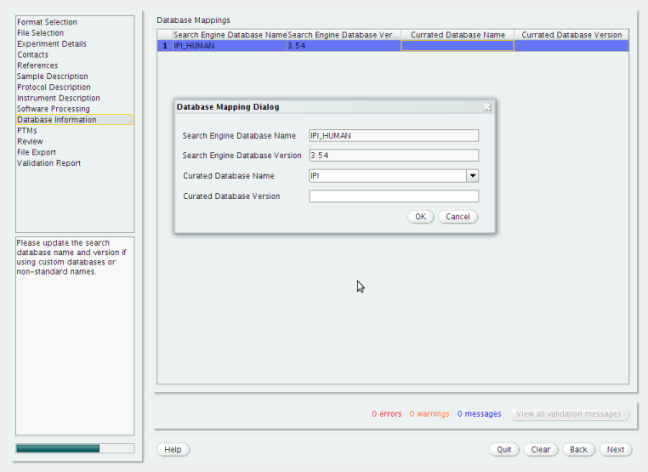 Format Selection
File Selection
Experiment Details
Contacts
References
Sample Description
Protocol Description
Instrument Description
Software Processing
Database Information
PTMs
Review
File Export
Validation Report
Please update the search
database name and version if
using custom databases or
non-standard names.
Database Mappings
Search Engine Database Name Search Engine Database Ver... Currated Database Name Currated Database Version
1 IPI_HUMAN 3.54
Database Mapping Dialog
Search Engine Database Name IPI_HUMAN
Search Engine Database Version 3.54
Curated Database Name IPI
Curated Database Version
OK Cancel
0 errors 0 warnings 0 messages View all validation messages
Help Quit Clear Back Next